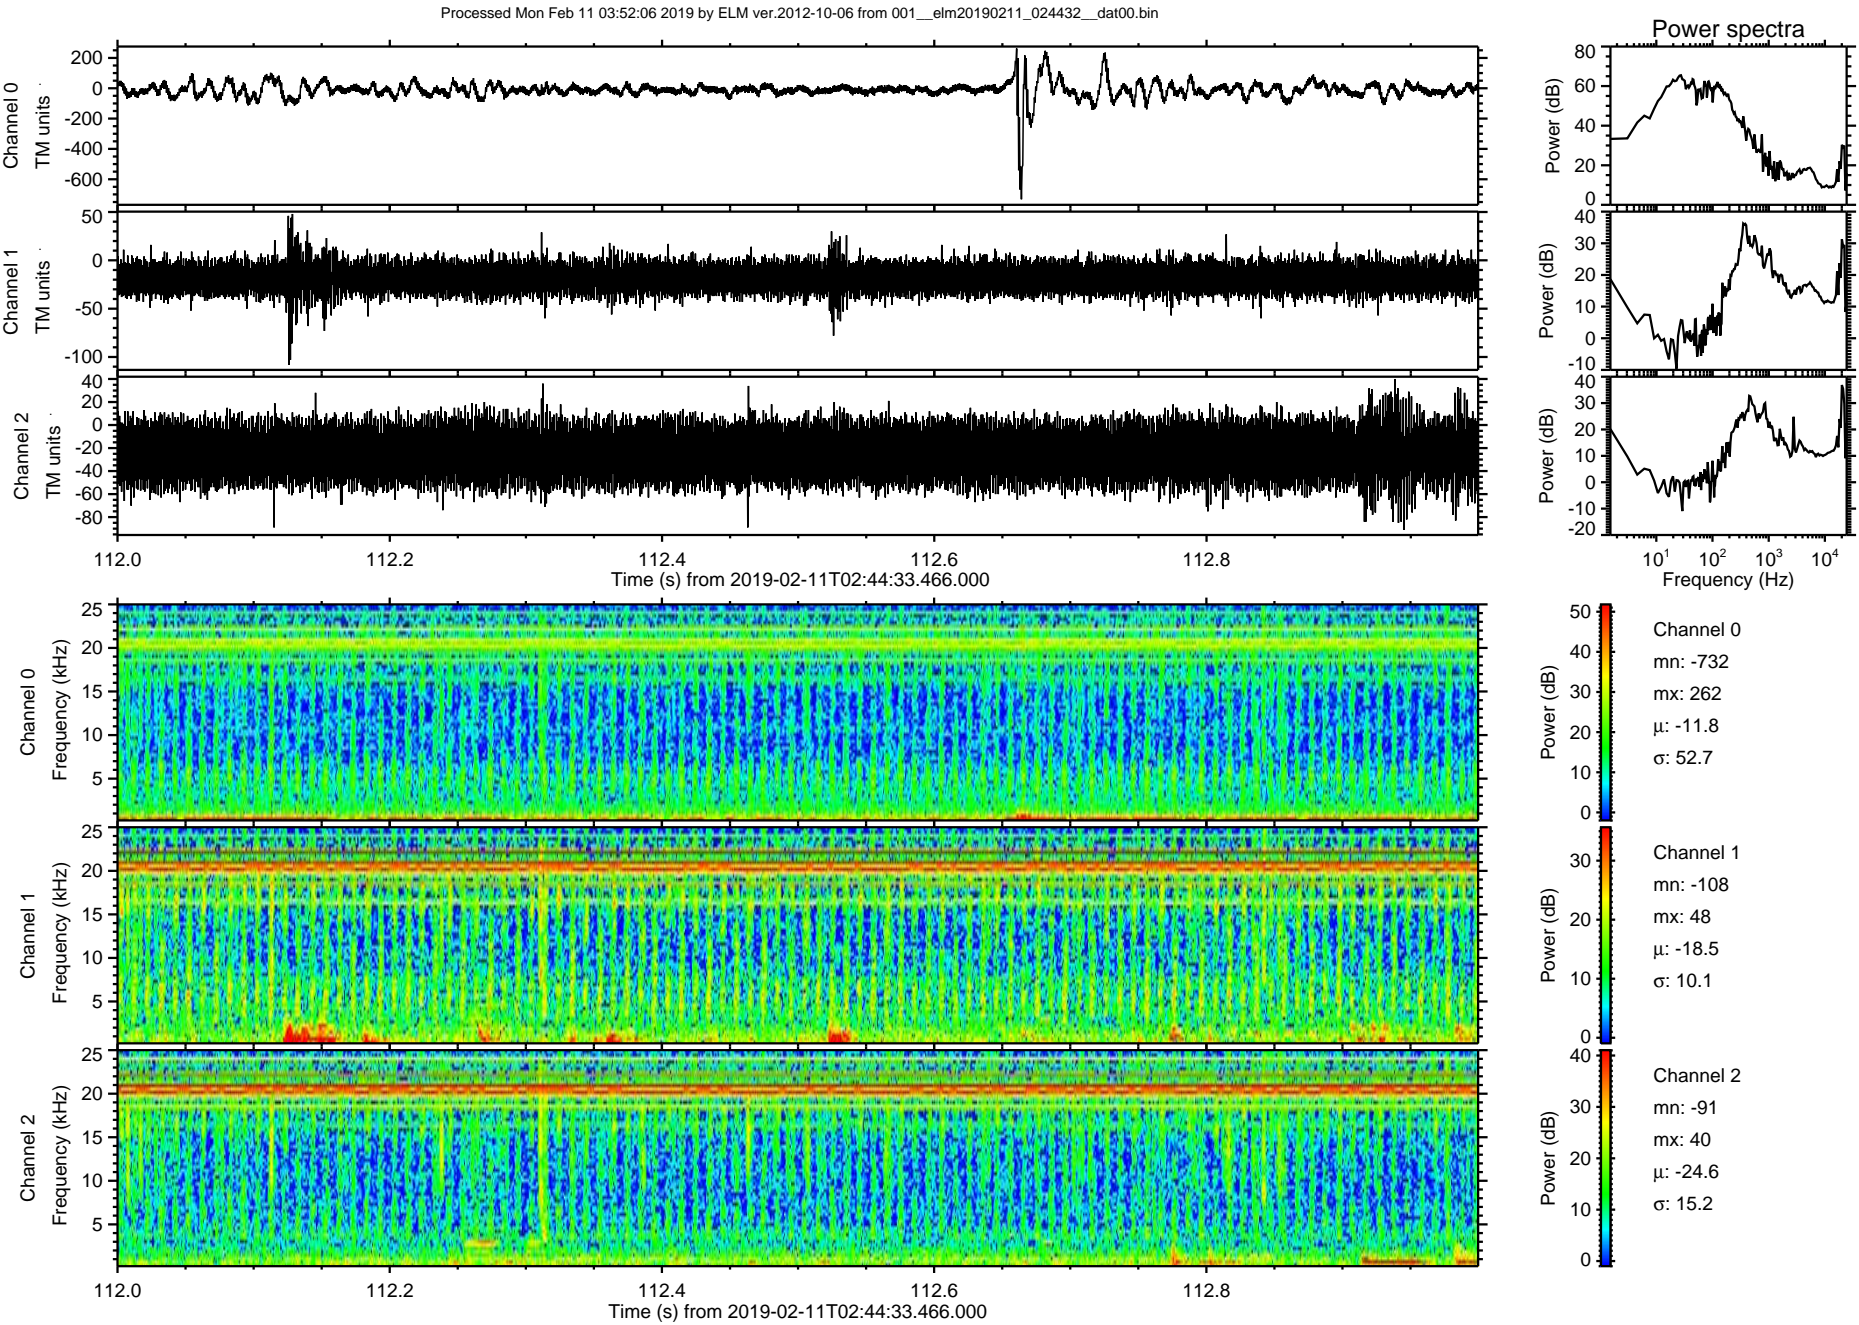 Processed Mon Feb 11 03:52:06 2019 by ELM ver.2012-10-06 from 001__elm20190211_024432__dat00.bin
Power spectra
Channel 0
TM units
200
0
-200
-400
-600
Power (dB)
80
60
40
20
0
Channel 1
TM units
50
0
-50
-100
Power (dB)
40
30
20
10
0
-10
Channel 2
TM units
40
20
0
-20
-40
-60
-80
Power (dB)
40
30
20
10
0
-10
-20
112.0 112.2 112.4 112.6 112.8
Time (s) from 2019-02-11T02:44:33.466.000
10^1 10^2 10^3 10^4
Frequency (Hz)
Channel 0
Frequency (kHz)
25
20
15
10
5
Power (dB)
50
40
30
20
10
0
Channel 0
mn: -732
mx: 262
μ: -11.8
σ: 52.7
Channel 1
Frequency (kHz)
25
20
15
10
5
Power (dB)
30
20
10
0
Channel 1
mn: -108
mx: 48
μ: -18.5
σ: 10.1
Channel 2
Frequency (kHz)
25
20
15
10
5
Power (dB)
40
30
20
10
0
Channel 2
mn: -91
mx: 40
μ: -24.6
σ: 15.2
112.0 112.2 112.4 112.6 112.8
Time (s) from 2019-02-11T02:44:33.466.000